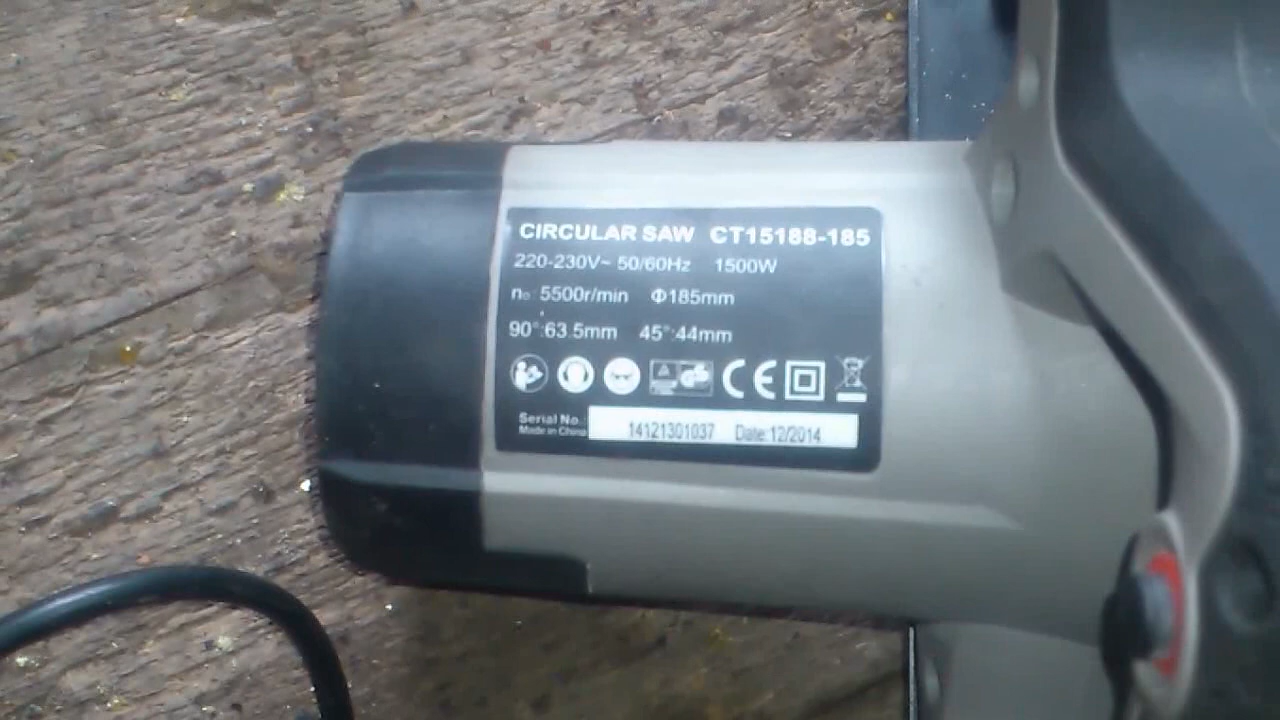 CIRCULAR SAW CT15188-185
220-230V~ 50/60Hz 1500W
n₀: 5500r/min Φ185mm
90°:63.5mm 45°:44mm
CE
Serial No.:
Made in China
14121301037 Date:12/2014